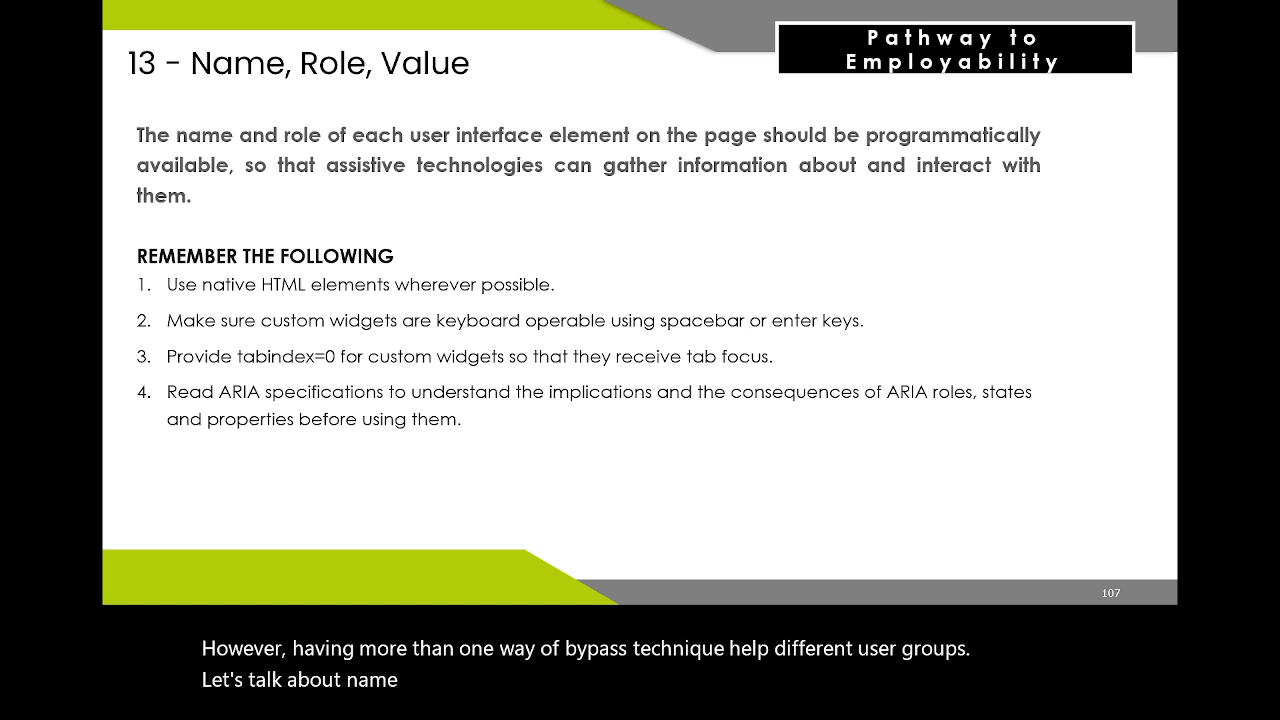 Pathway to
Employability
13 - Name, Role, Value
The name and role of each user interface element on the page should be programmatically
available, so that assistive technologies can gather information about and interact with
them.
REMEMBER THE FOLLOWING
1. Use native HTML elements wherever possible.
2. Make sure custom widgets are keyboard operable using spacebar or enter keys.
3. Provide tabindex=0 for custom widgets so that they receive tab focus.
4. Read ARIA specifications to understand the implications and the consequences of ARIA roles, states
and properties before using them.
107
However, having more than one way of bypass technique help different user groups.
Let's talk about name